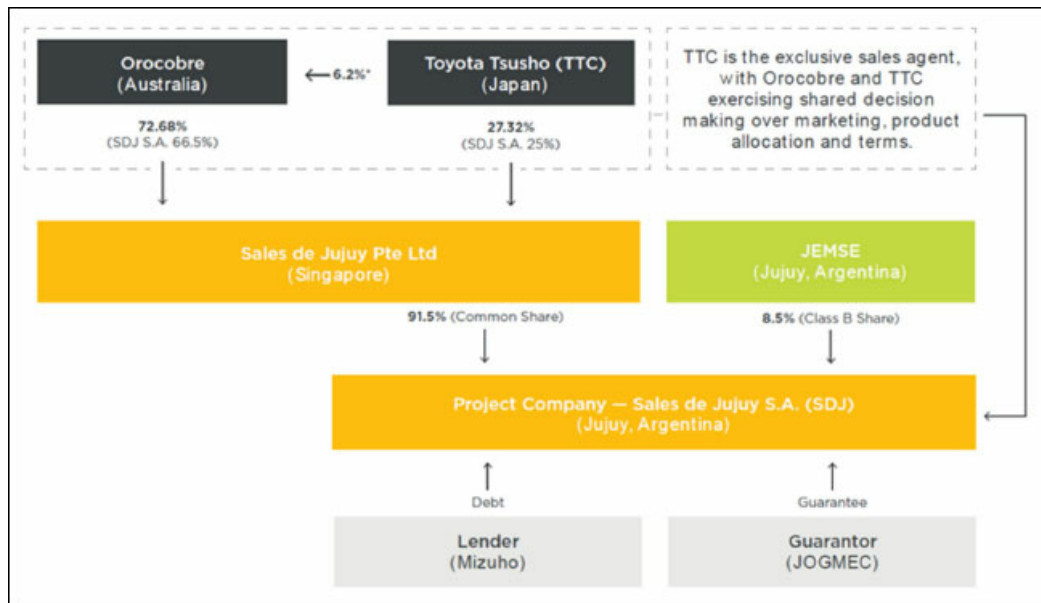 Orocobre
(Australia)
6.2%*
Toyota Tsusho (TTC)
(Japan)
TTC is the exclusive sales agent,
with Orocobre and TTC
exercising shared decision
making over marketing, product
allocation and terms.
72.68%
(SDJ S.A. 66.5%)
27.32%
(SDJ S.A. 25%)
Sales de Jujuy Pte Ltd
(Singapore)
JEMSE
(Jujuy, Argentina)
91.5% (Common Share)
8.5% (Class B Share)
Project Company — Sales de Jujuy S.A. (SDJ)
(Jujuy, Argentina)
Debt
Guarantee
Lender
(Mizuho)
Guarantor
(JOGMEC)